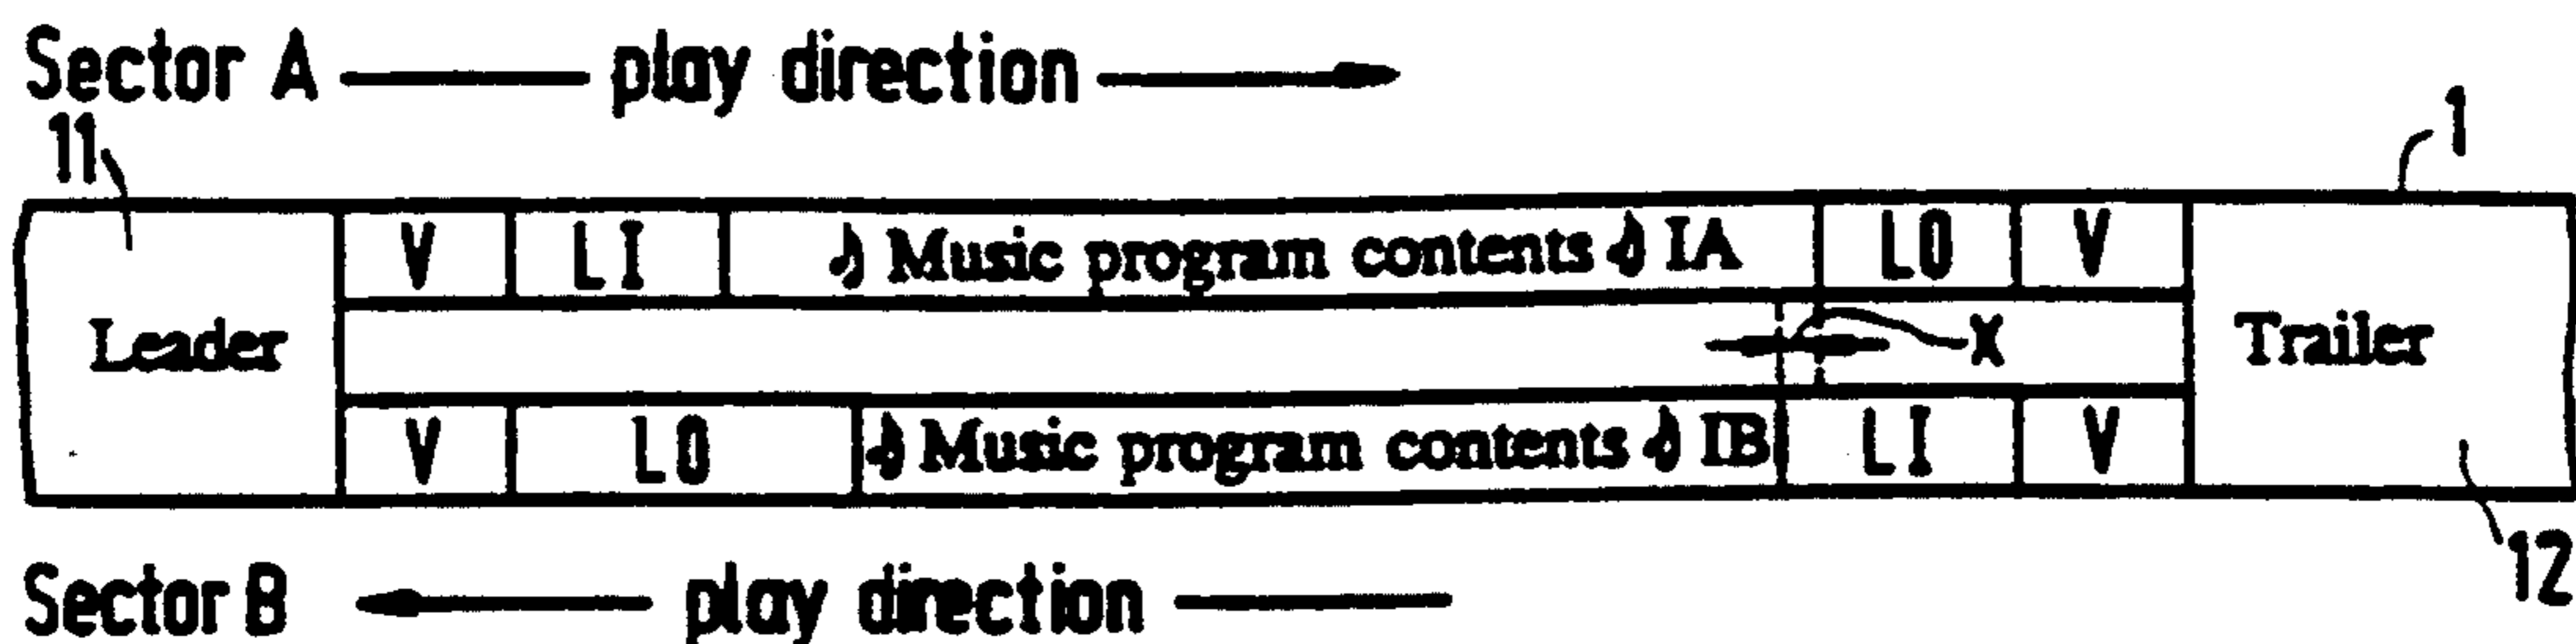 Sector A play direction
11 1
V LI ♪ Music program contents ♪ IA LO V
Leader X Trailer
V LO ♪ Music program contents ♪ IB LI V
12
Sector B play direction